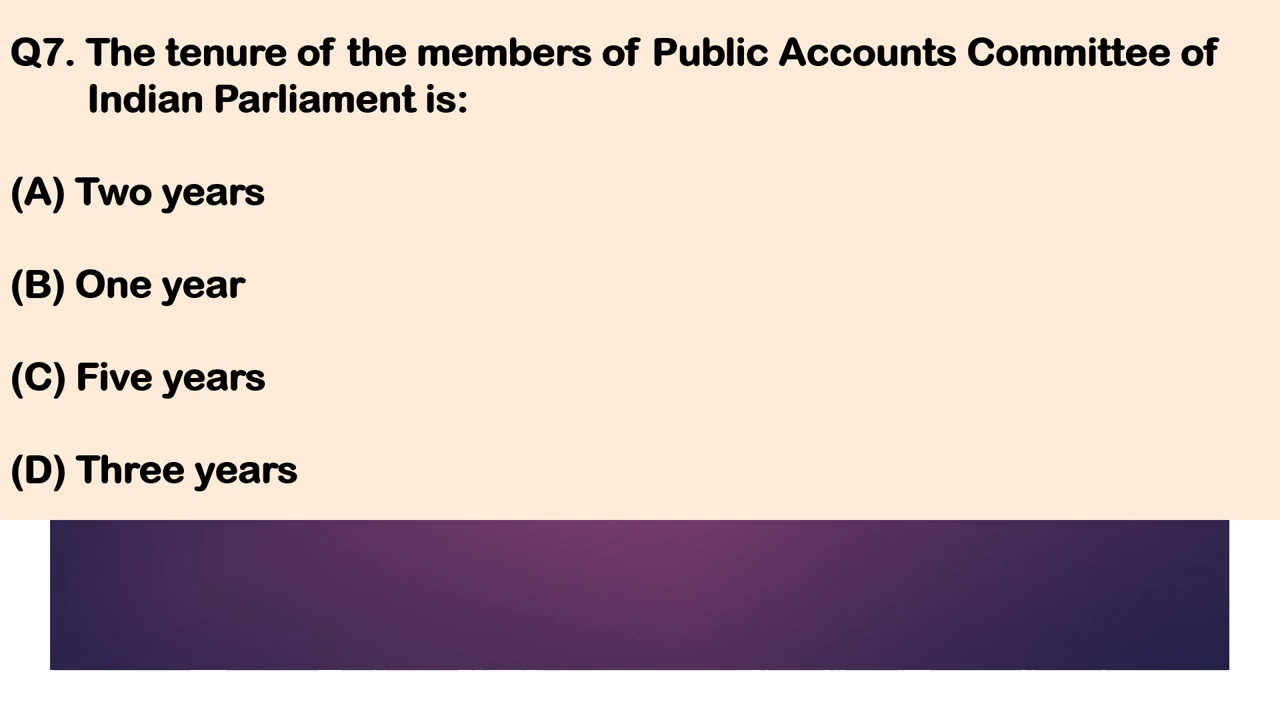 Q7. The tenure of the members of Public Accounts Committee of
Indian Parliament is:
(A) Two years
(B) One year
(C) Five years
(D) Three years